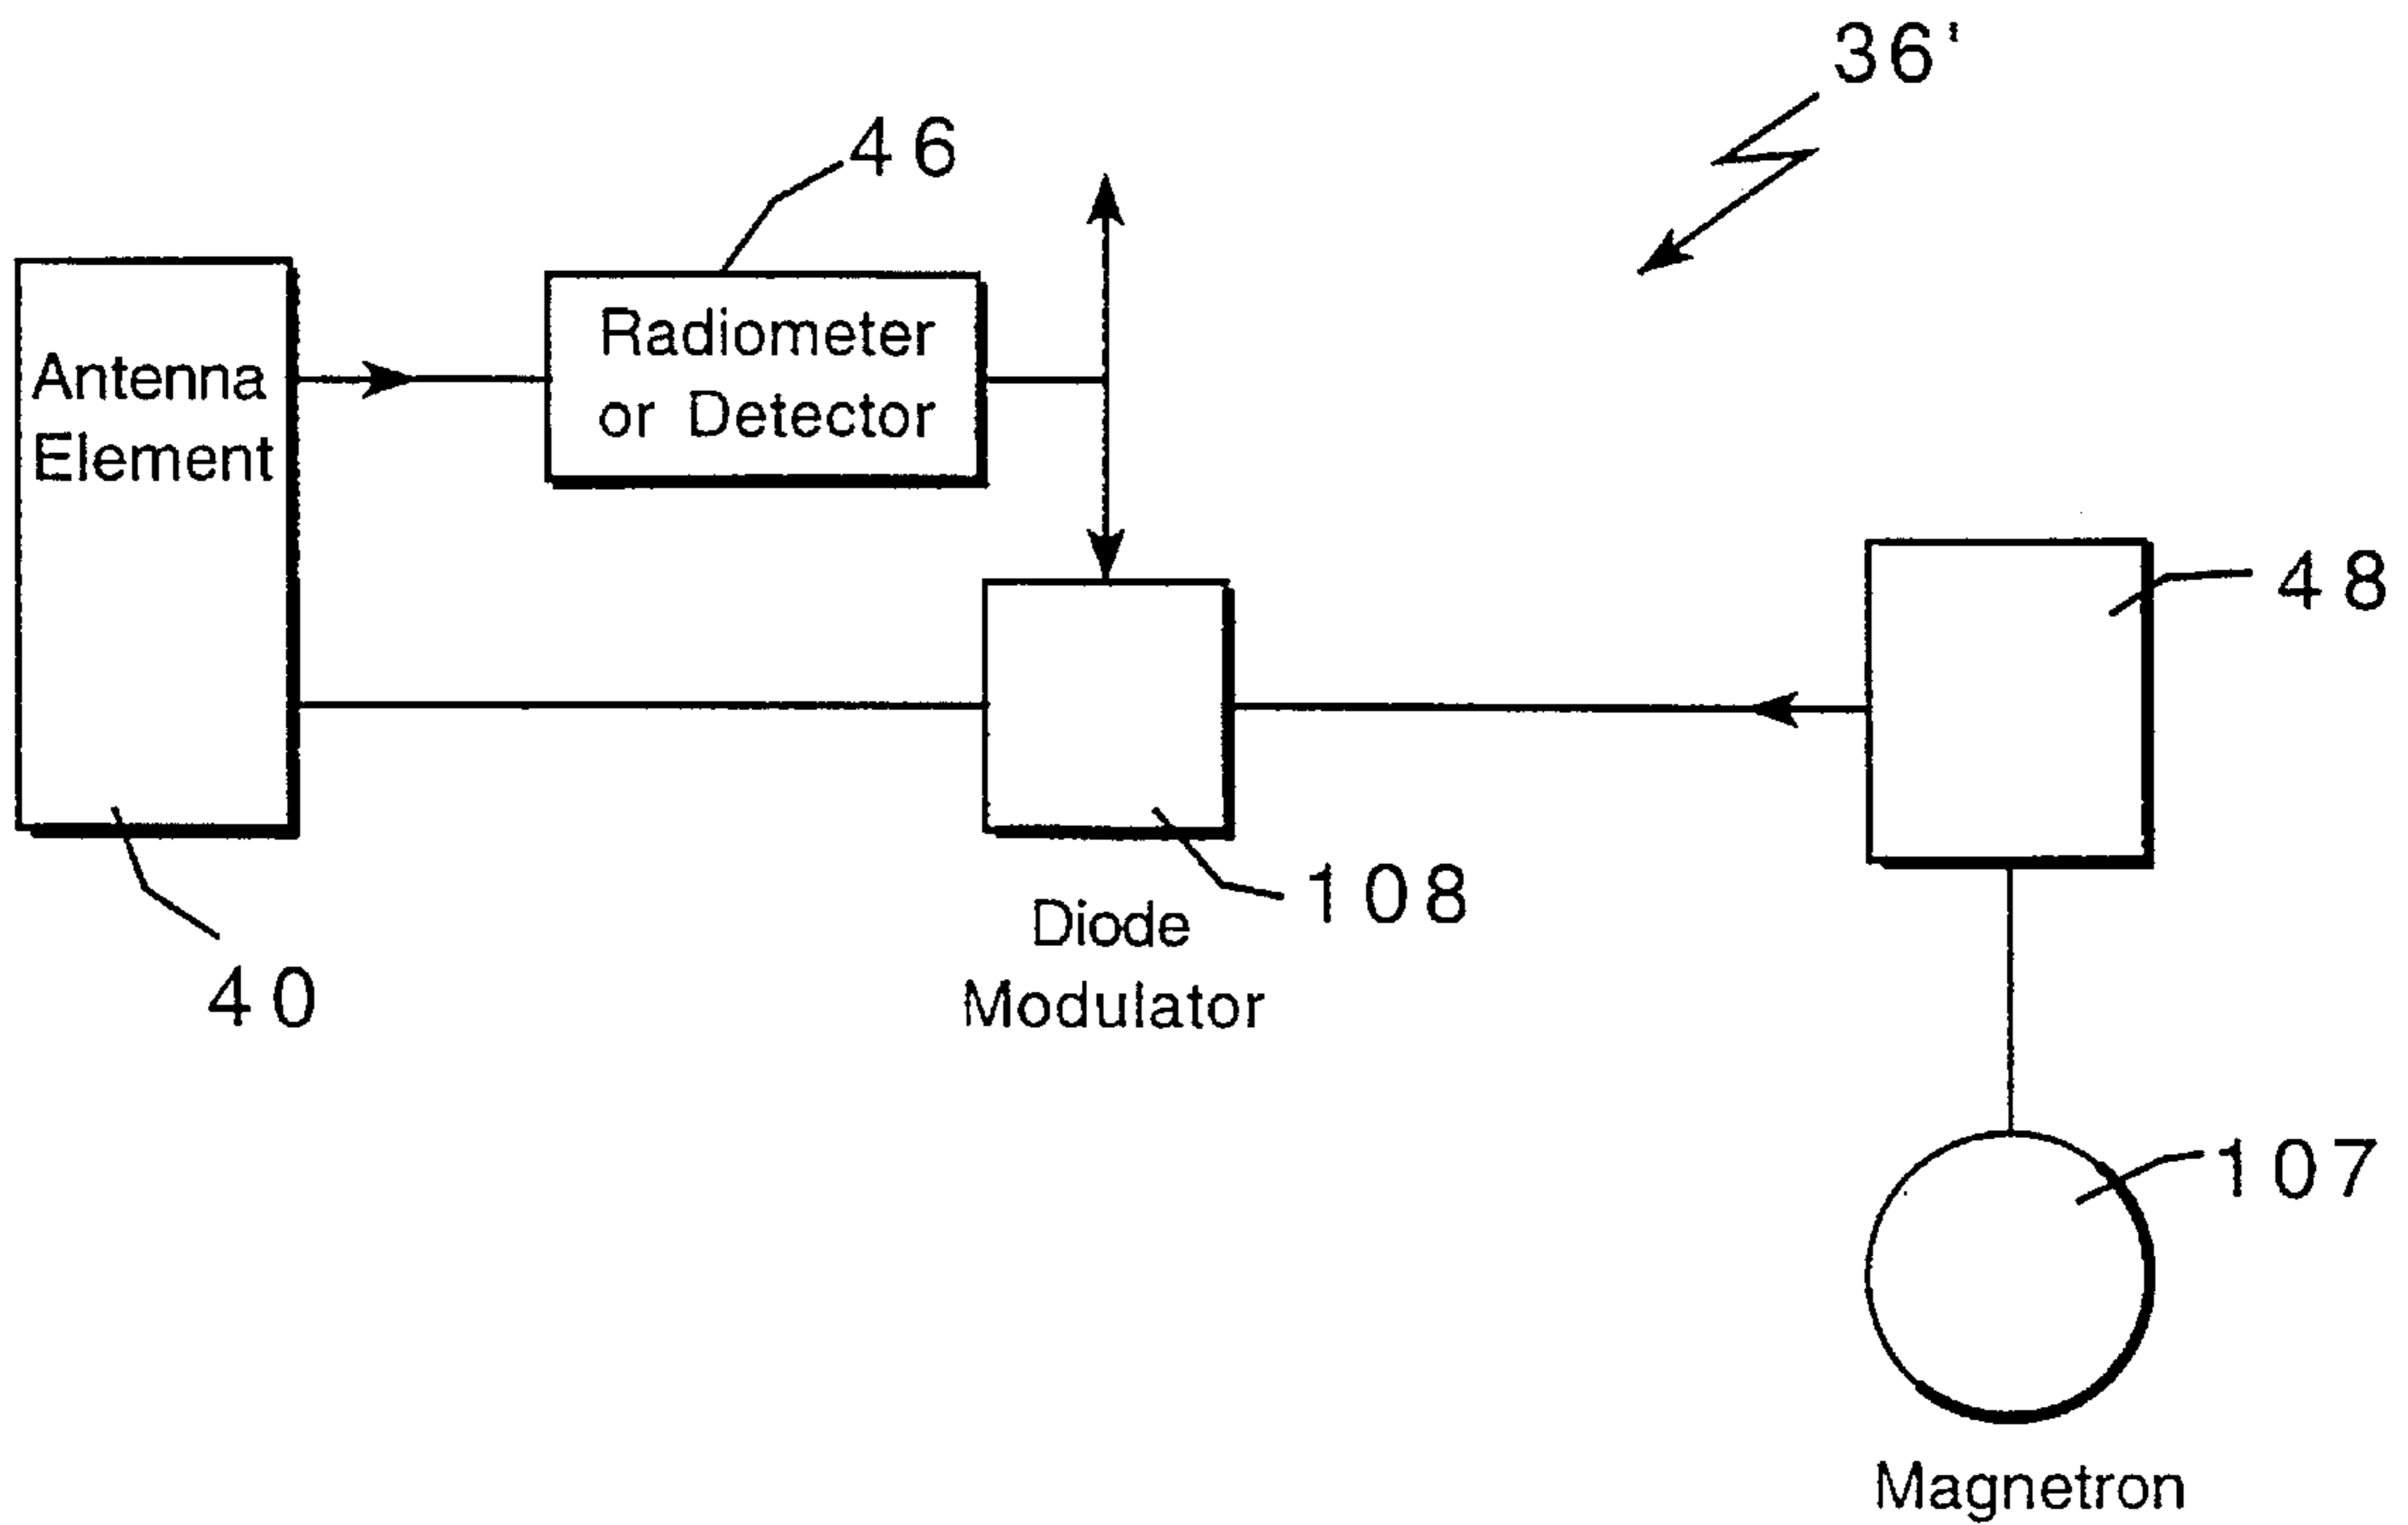 36'
46
Radiometer
or Detector
Antenna
Element
48
108
Diode
Modulator
40
107
Magnetron